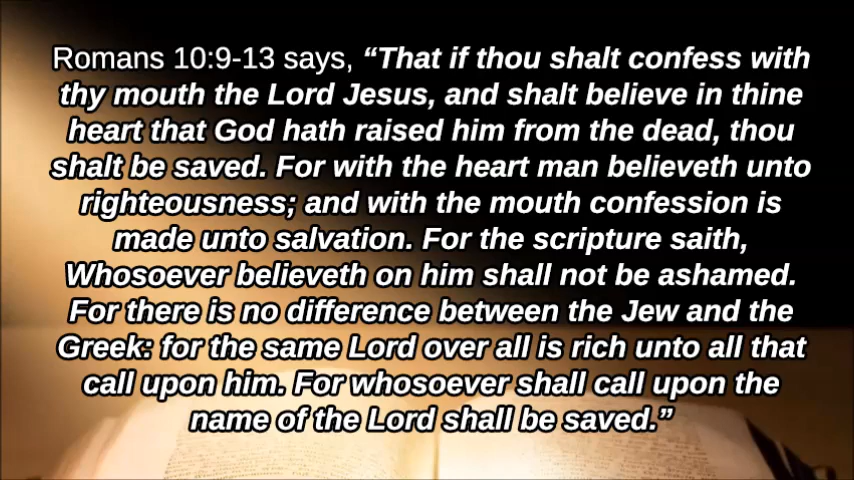 Romans 10:9-13 says, “That if thou shalt confess with
thy mouth the Lord Jesus, and shalt believe in thine
heart that God hath raised him from the dead, thou
shalt be saved. For with the heart man believeth unto
righteousness; and with the mouth confession is
made unto salvation. For the scripture saith,
Whosoever believeth on him shall not be ashamed.
For there is no difference between the Jew and the
Greek: for the same Lord over all is rich unto all that
call upon him. For whosoever shall call upon the
name of the Lord shall be saved.”